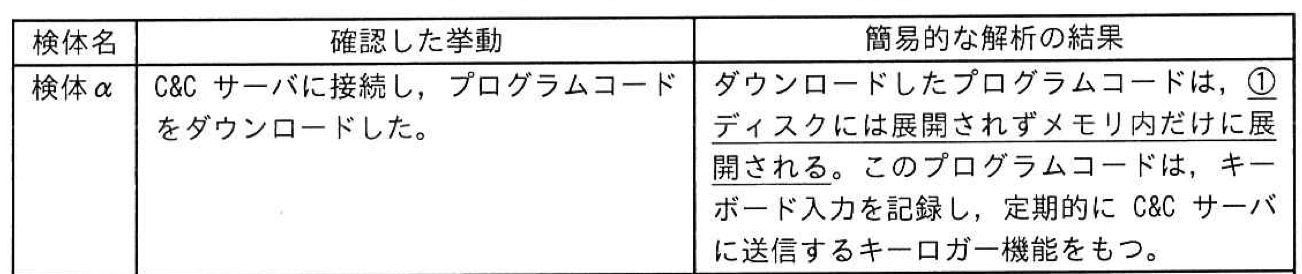 検体名 確認した挙動 簡易的な解析の結果
検体α C&C サーバに接続し，プログラムコード
をダウンロードした。
ダウンロードしたプログラムコードは，①
ディスクには展開されずメモリ内だけに展
開される。このプログラムコードは，キー
ボード入力を記録し，定期的に C&C サーバ
に送信するキーロガー機能をもつ。